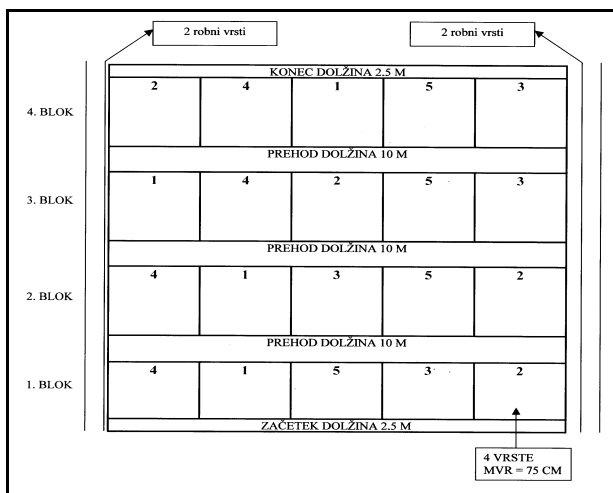 2 robni vrsti
2 robni vrsti
KONEC DOLŽINA 2.5 M
4. BLOK
2 4 1 5 3
PREHOD DOLŽINA 10 M
3. BLOK
1 4 2 5 3
PREHOD DOLŽINA 10 M
2. BLOK
4 1 3 5 2
PREHOD DOLŽINA 10 M
1. BLOK
4 1 5 3 2
ZAČETEK DOLŽINA 2.5 M
4 VRSTE
MVR = 75 CM